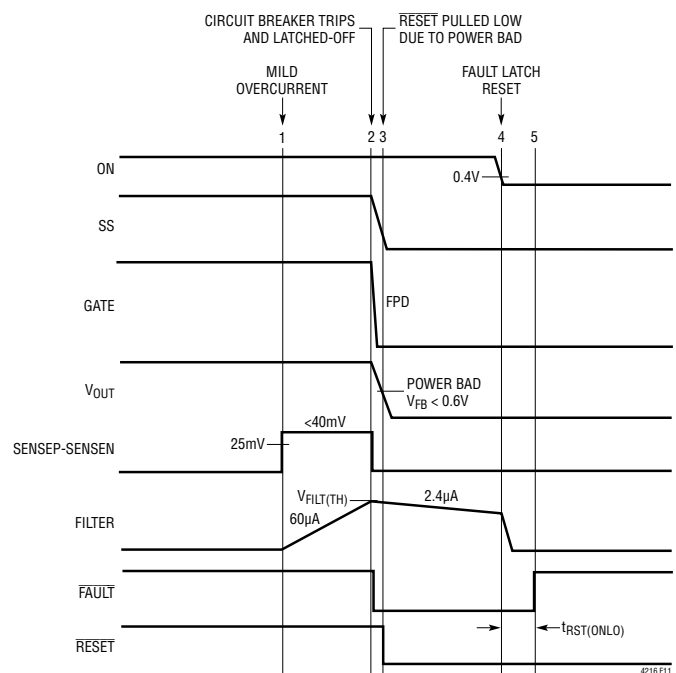 CIRCUIT BREAKER TRIPS
AND LATCHED-OFF
RESET PULLED LOW
DUE TO POWER BAD
MILD
OVERCURRENT
FAULT LATCH
RESET
1
2
3
4
5
ON
0.4V
SS
GATE
FPD
VOUT
POWER BAD
VFB < 0.6V
<40mV
SENSEP-SENSEN
25mV
VFILT(TH)
2.4µA
60µA
FILTER
FAULT
tRST(ONLO)
RESET
4216 F11